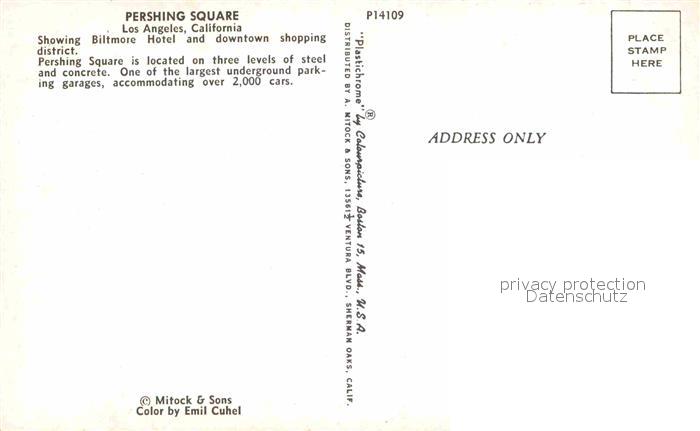 PERSHING SQUARE
Los Angeles, California
Showing Biltmore Hotel and downtown shopping
district.
Pershing Square is located on three levels of steel
and concrete. One of the largest underground park-
ing garages, accommodating over 2,000 cars.
© Mitock & Sons
Color by Emil Cuhel
P14109
"Plastichrome"® by Colourpicture, Boston 15, Mass., U.S.A.
DISTRIBUTED BY A. MITOCK & SONS, 13561½ VENTURA BLVD., SHERMAN OAKS, CALIF.
PLACE
STAMP
HERE
ADDRESS ONLY
privacy protection
Datenschutz